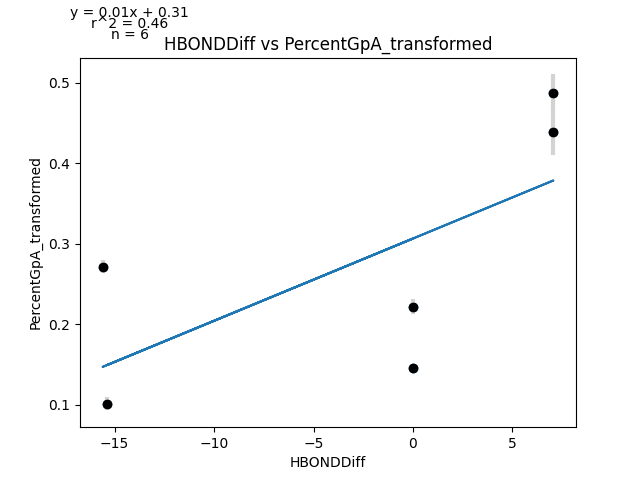 y = 0.01x + 0.31
r^2 = 0.46
n = 6
HBONDDiff vs PercentGpA_transformed
PercentGpA_transformed
0.5
0.4
0.3
0.2
0.1
−15 −10 −5 0 5
HBONDDiff